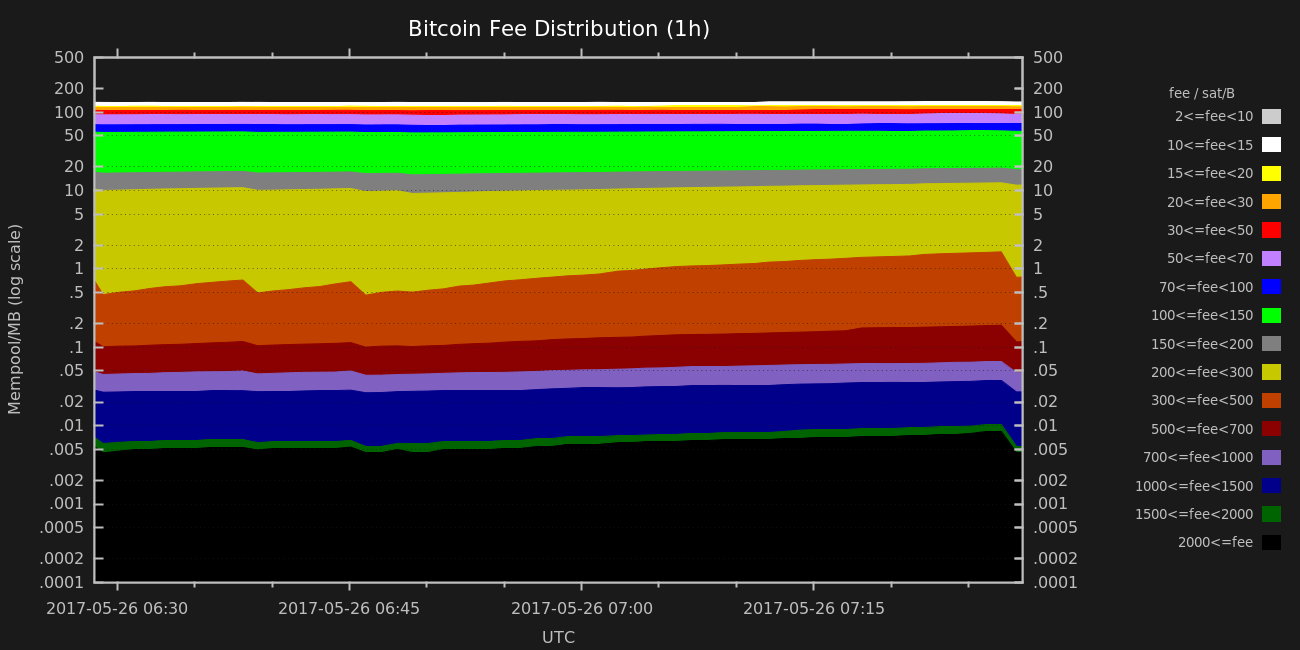 Bitcoin Fee Distribution (1h)
500
200
100
50
20
10
5
2
1
.5
.2
.1
.05
.02
.01
.005
.002
.001
.0005
.0002
.0001
Mempool/MB (log scale)
500
200
100
50
20
10
5
2
1
.5
.2
.1
.05
.02
.01
.005
.002
.001
.0005
.0002
.0001
fee / sat/B
2<=fee<10
10<=fee<15
15<=fee<20
20<=fee<30
30<=fee<50
50<=fee<70
70<=fee<100
100<=fee<150
150<=fee<200
200<=fee<300
300<=fee<500
500<=fee<700
700<=fee<1000
1000<=fee<1500
1500<=fee<2000
2000<=fee
2017-05-26 06:30 2017-05-26 06:45 2017-05-26 07:00 2017-05-26 07:15
UTC